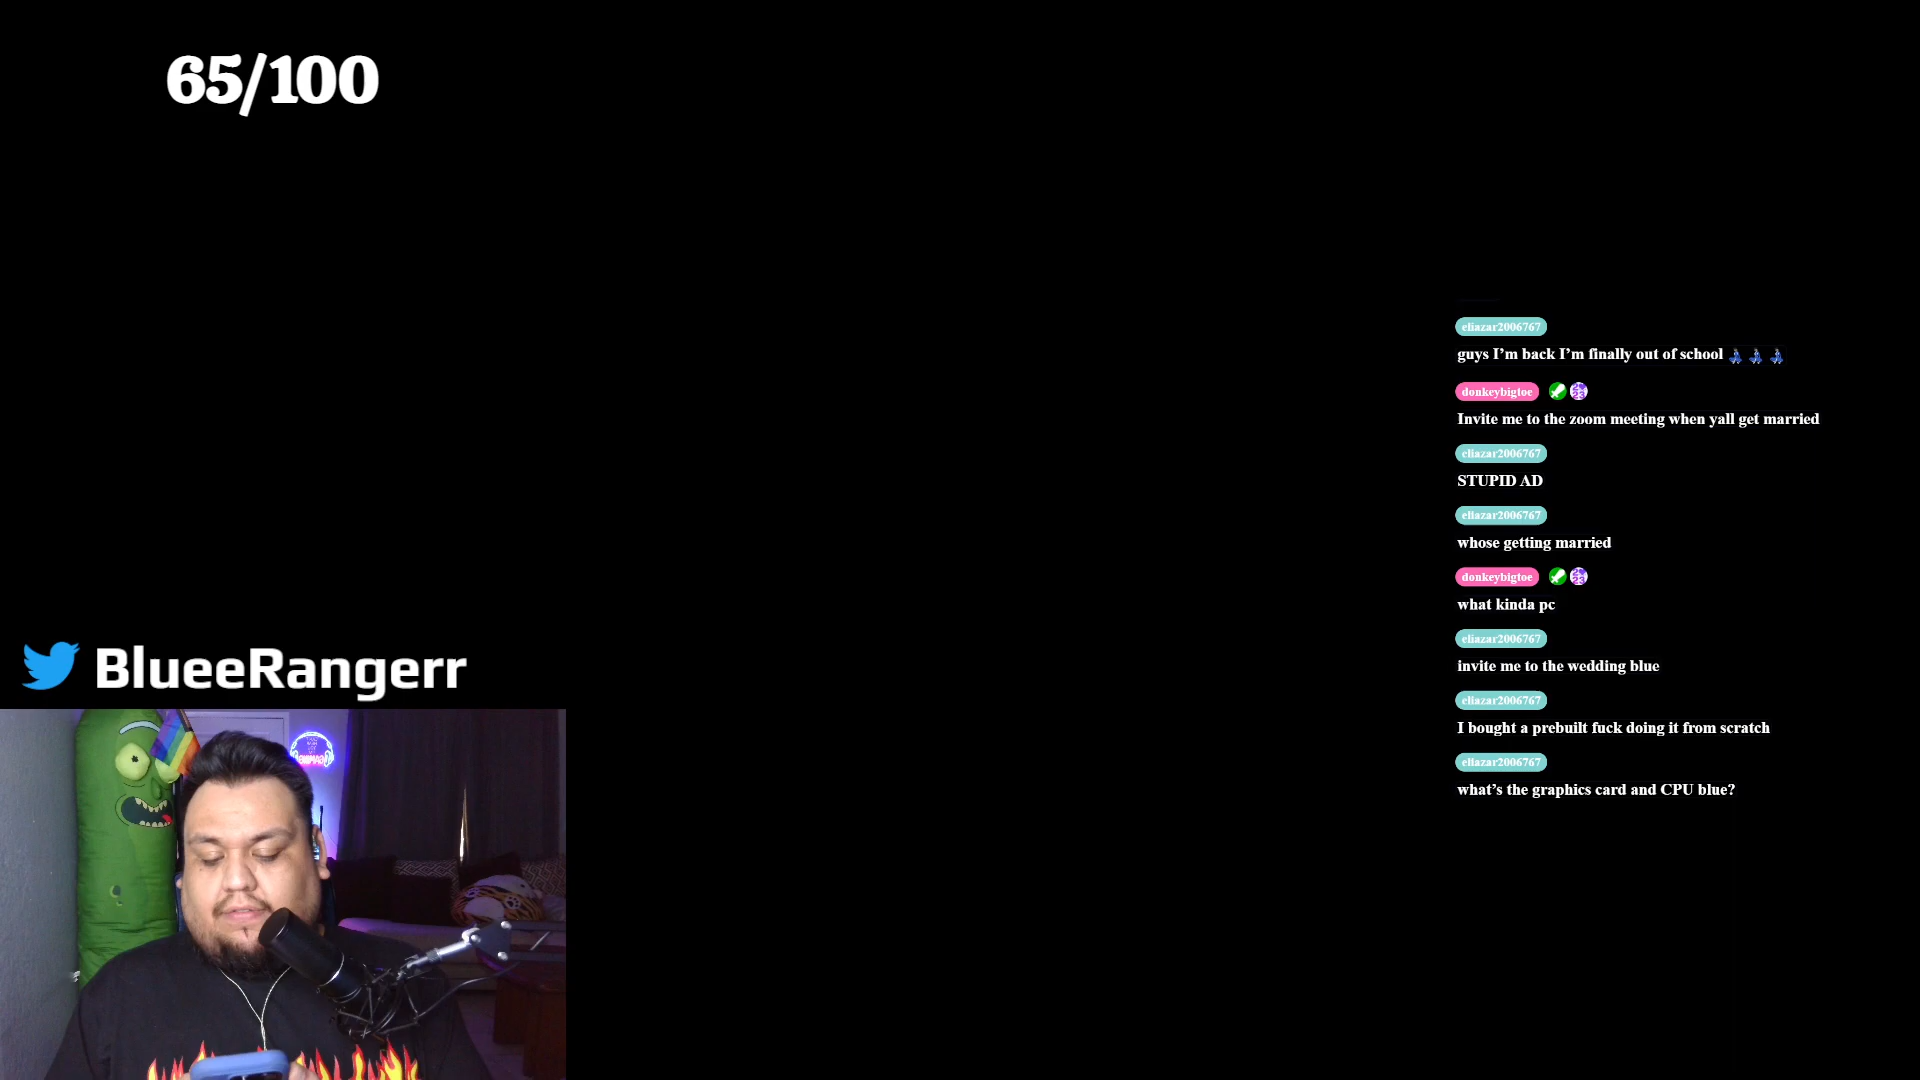 65/100
eliazar2006767
guys I’m back I’m finally out of school
donkeybigtoe
Invite me to the zoom meeting when yall get married
eliazar2006767
STUPID AD
eliazar2006767
whose getting married
donkeybigtoe
what kinda pc
eliazar2006767
invite me to the wedding blue
eliazar2006767
I bought a prebuilt fuck doing it from scratch
eliazar2006767
what’s the graphics card and CPU blue?
BlueeRangerr